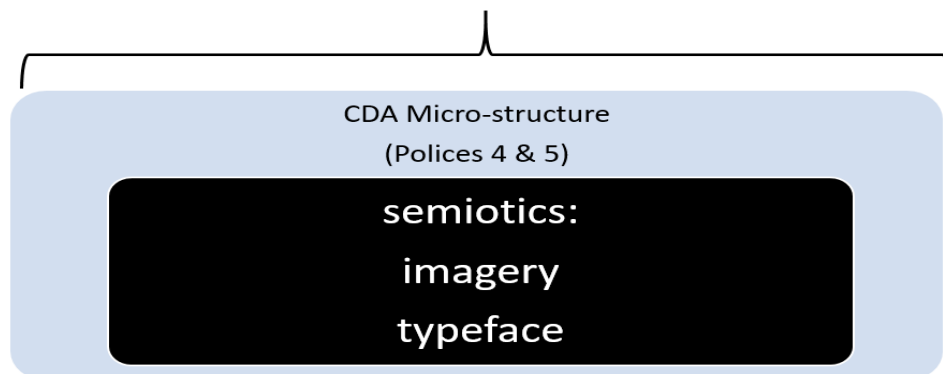 CDA Micro-structure
(Polices 4 & 5)
semiotics:
imagery
typeface